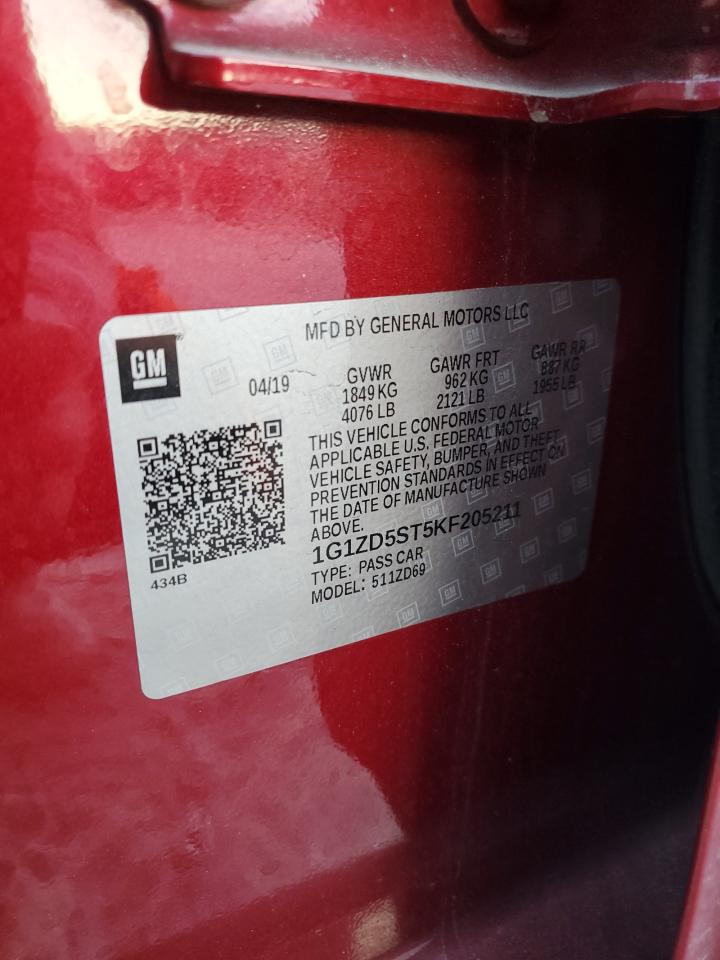 MFD BY GENERAL MOTORS LLC
GM
04/19
GVWR
1849 KG
4076 LB
GAWR FRT
962 KG
2121 LB
GAWR RR
887 KG
1955 LB
THIS VEHICLE CONFORMS TO ALL
APPLICABLE U.S. FEDERAL MOTOR
VEHICLE SAFETY, BUMPER, AND THEFT
PREVENTION STANDARDS IN EFFECT ON
THE DATE OF MANUFACTURE SHOWN
ABOVE.
1G1ZD5ST5KF205211
TYPE: PASS CAR
MODEL: 511ZD69
434B